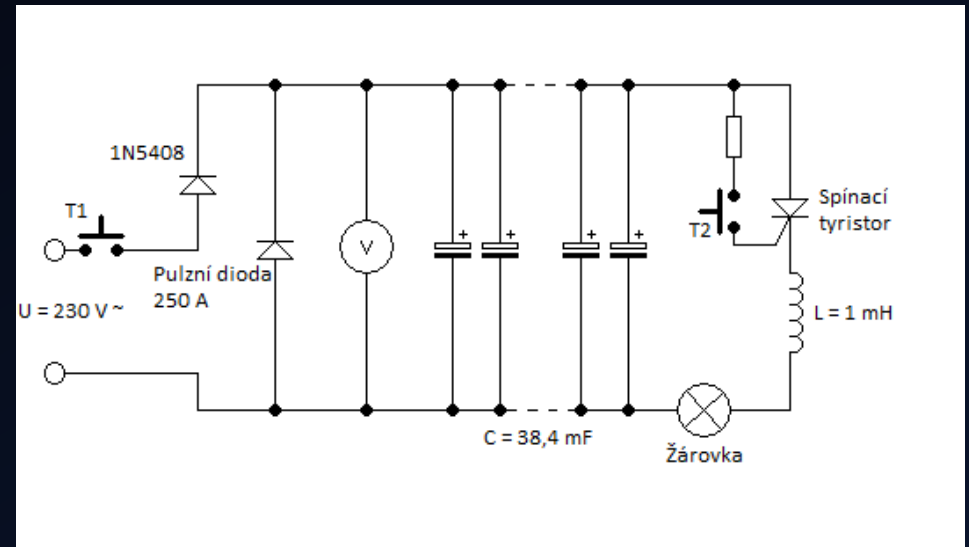 1N5408
T1
Pulzní dioda
250 A
U = 230 V ~
V
+
+
+
+
T2
Spínací
tyristor
L = 1 mH
C = 38,4 mF
Žárovka